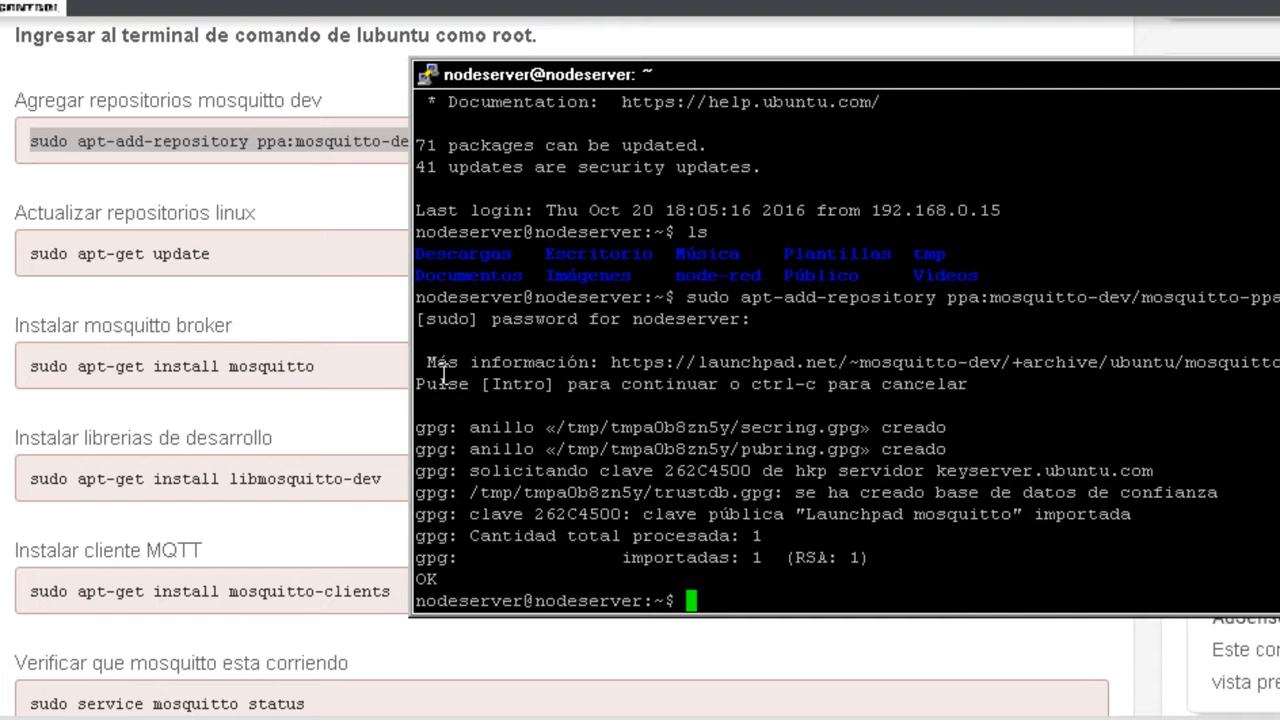 CONTROL
Ingresar al terminal de comando de lubuntu como root.
Agregar repositorios mosquitto dev
sudo apt-add-repository ppa:mosquitto-de
Actualizar repositorios linux
sudo apt-get update
Instalar mosquitto broker
sudo apt-get install mosquitto
Instalar librerias de desarrollo
sudo apt-get install libmosquitto-dev
Instalar cliente MQTT
sudo apt-get install mosquitto-clients
Verificar que mosquitto esta corriendo
sudo service mosquitto status
nodeserver@nodeserver: ~
* Documentation: https://help.ubuntu.com/
71 packages can be updated.
41 updates are security updates.
Last login: Thu Oct 20 18:05:16 2016 from 192.168.0.15
nodeserver@nodeserver:~$ ls
Descargas Escritorio Música Plantillas tmp
Documentos Imágenes node-red Público Vídeos
nodeserver@nodeserver:~$ sudo apt-add-repository ppa:mosquitto-dev/mosquitto-ppa
[sudo] password for nodeserver:
Más información: https://launchpad.net/~mosquitto-dev/+archive/ubuntu/mosquitto
Pulse [Intro] para continuar o ctrl-c para cancelar
gpg: anillo «/tmp/tmpa0b8zn5y/secring.gpg» creado
gpg: anillo «/tmp/tmpa0b8zn5y/pubring.gpg» creado
gpg: solicitando clave 262C4500 de hkp servidor keyserver.ubuntu.com
gpg: /tmp/tmpa0b8zn5y/trustdb.gpg: se ha creado base de datos de confianza
gpg: clave 262C4500: clave pública "Launchpad mosquitto" importada
gpg: Cantidad total procesada: 1
gpg: importadas: 1 (RSA: 1)
OK
nodeserver@nodeserver:~$
Este co
vista pre